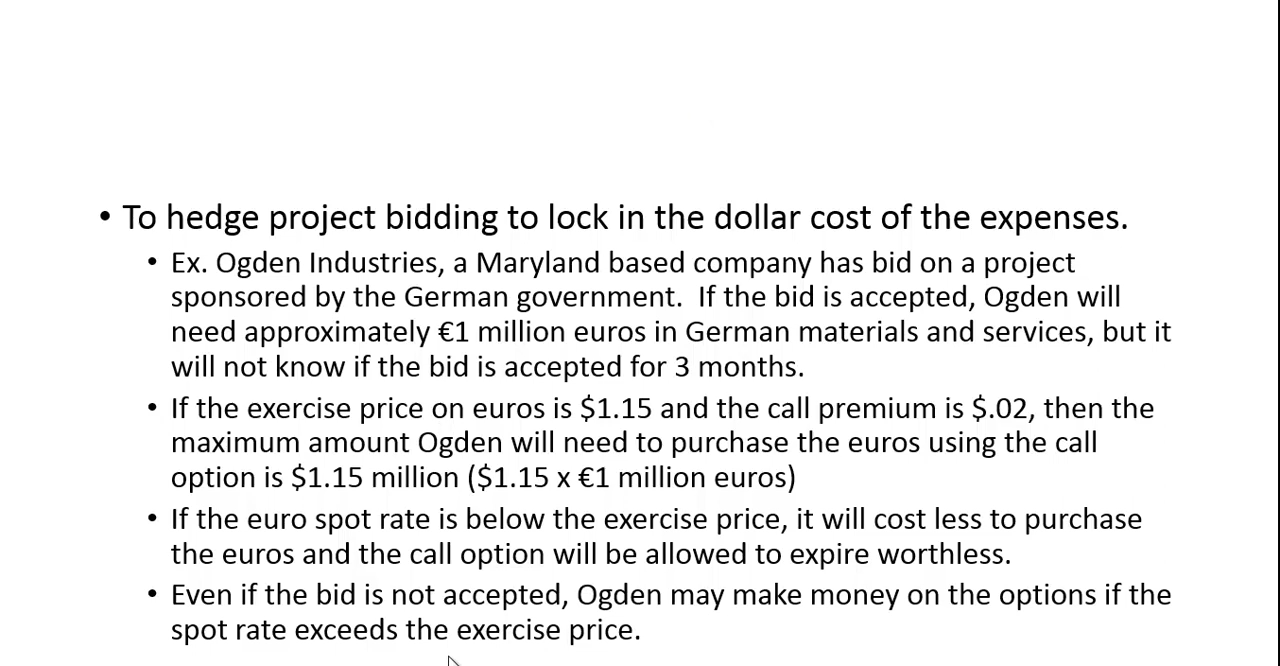 • To hedge project bidding to lock in the dollar cost of the expenses.
• Ex. Ogden Industries, a Maryland based company has bid on a project
sponsored by the German government.  If the bid is accepted, Ogden will
need approximately €1 million euros in German materials and services, but it
will not know if the bid is accepted for 3 months.
• If the exercise price on euros is $1.15 and the call premium is $.02, then the
maximum amount Ogden will need to purchase the euros using the call
option is $1.15 million ($1.15 x €1 million euros)
• If the euro spot rate is below the exercise price, it will cost less to purchase
the euros and the call option will be allowed to expire worthless.
• Even if the bid is not accepted, Ogden may make money on the options if the
spot rate exceeds the exercise price.